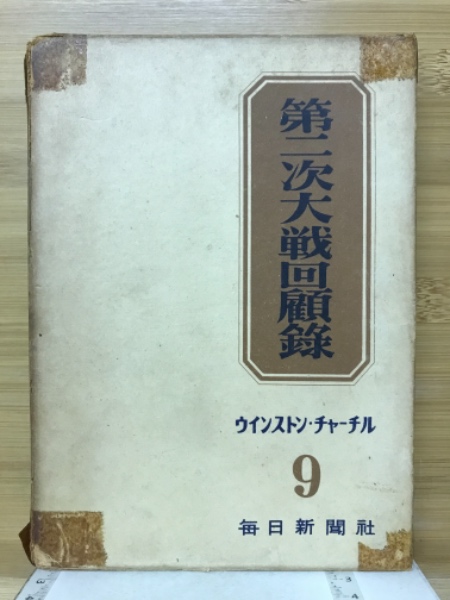 第二次大戦回顧錄
ウインストン・チャーチル
9
毎日新聞社